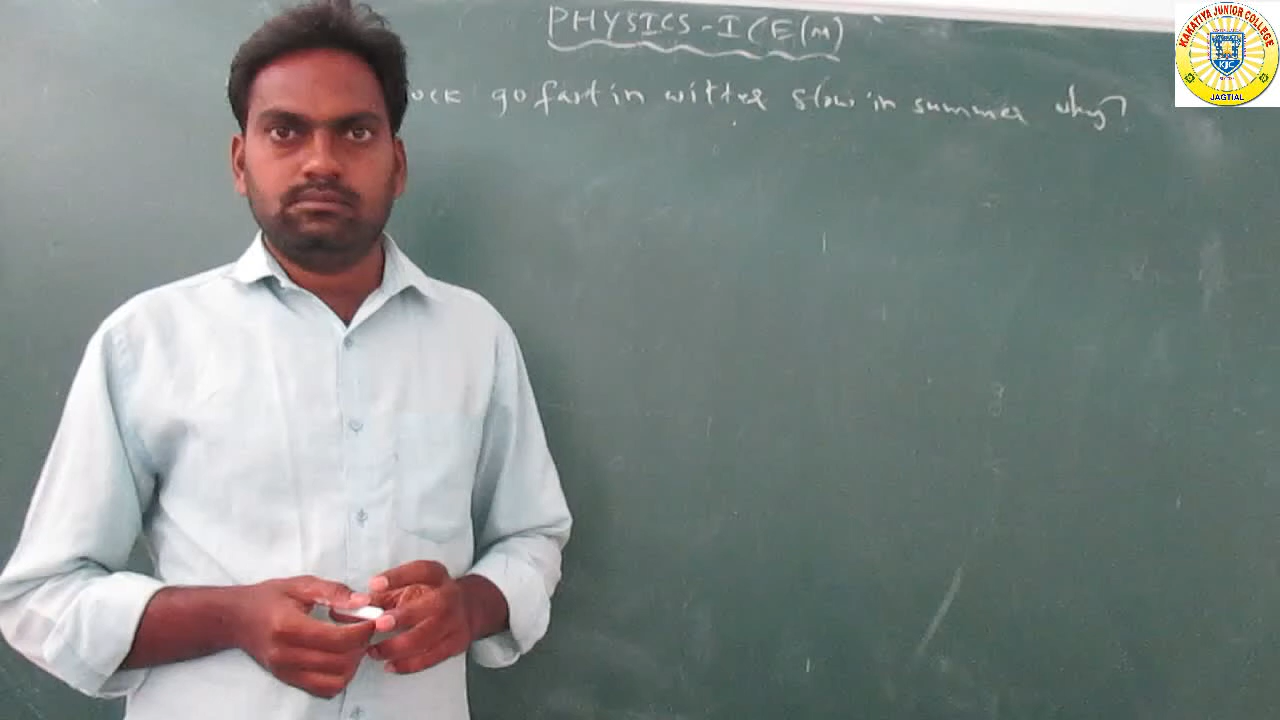 PHYSICS-I (E(M)
ock go fast in witter slow in summer why?
KAKATIYA JUNIOR COLLEGE
KJC
JAGTIAL